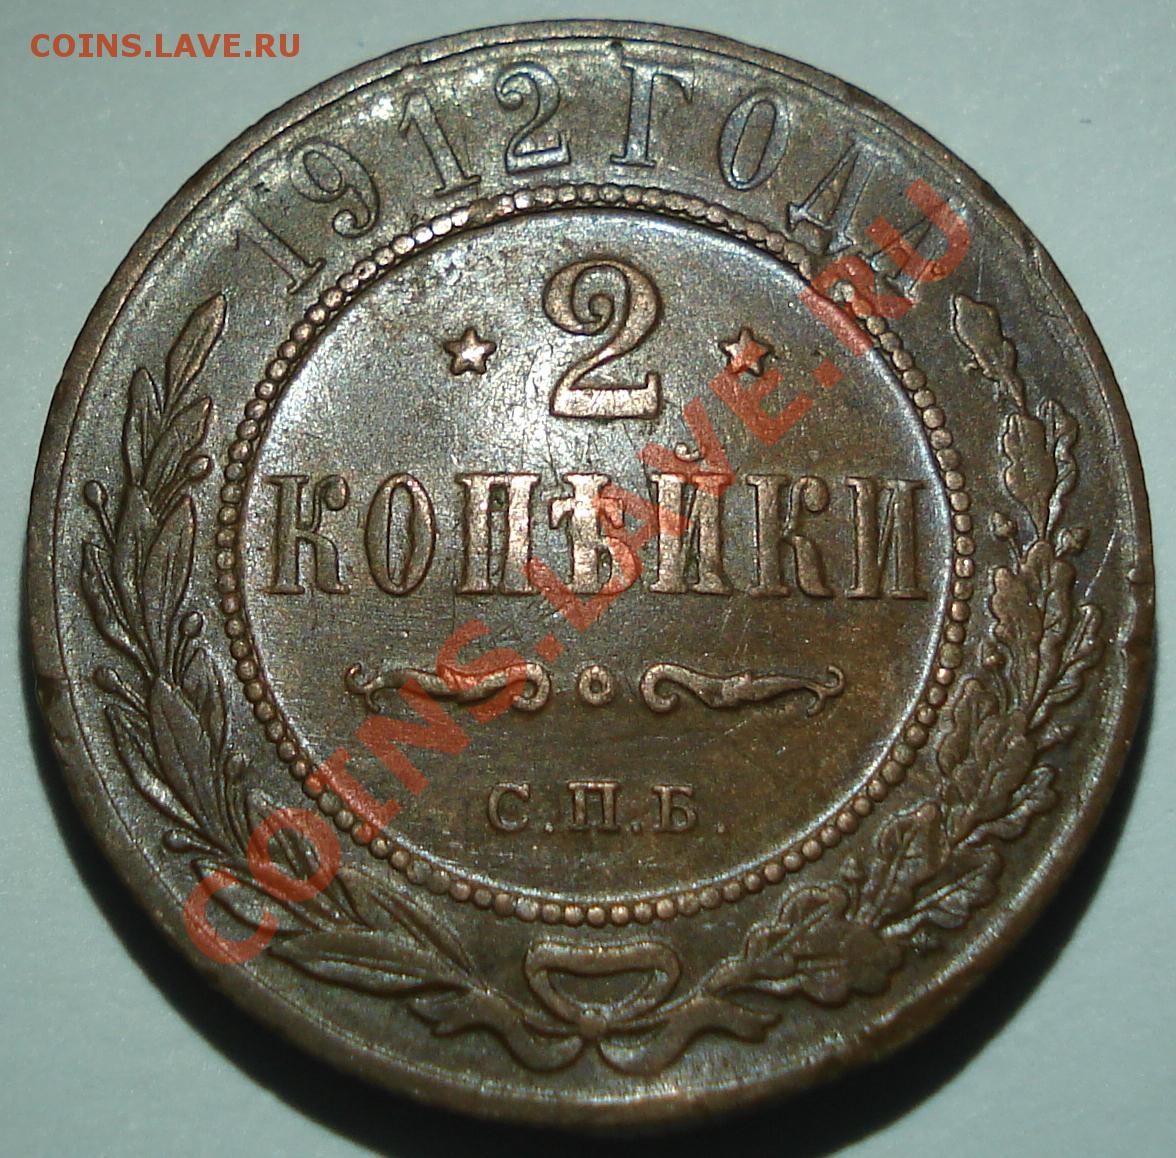 COINS.LAVE.RU
1912 ГОДА
2
КОПѢЙКИ
С.П.Б.
COINS.LAVE.RU